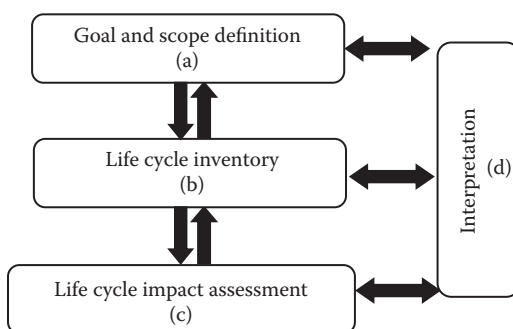 Goal and scope definition
(a)
Life cycle inventory
(b)
Life cycle impact assessment
(c)
Interpretation
(d)